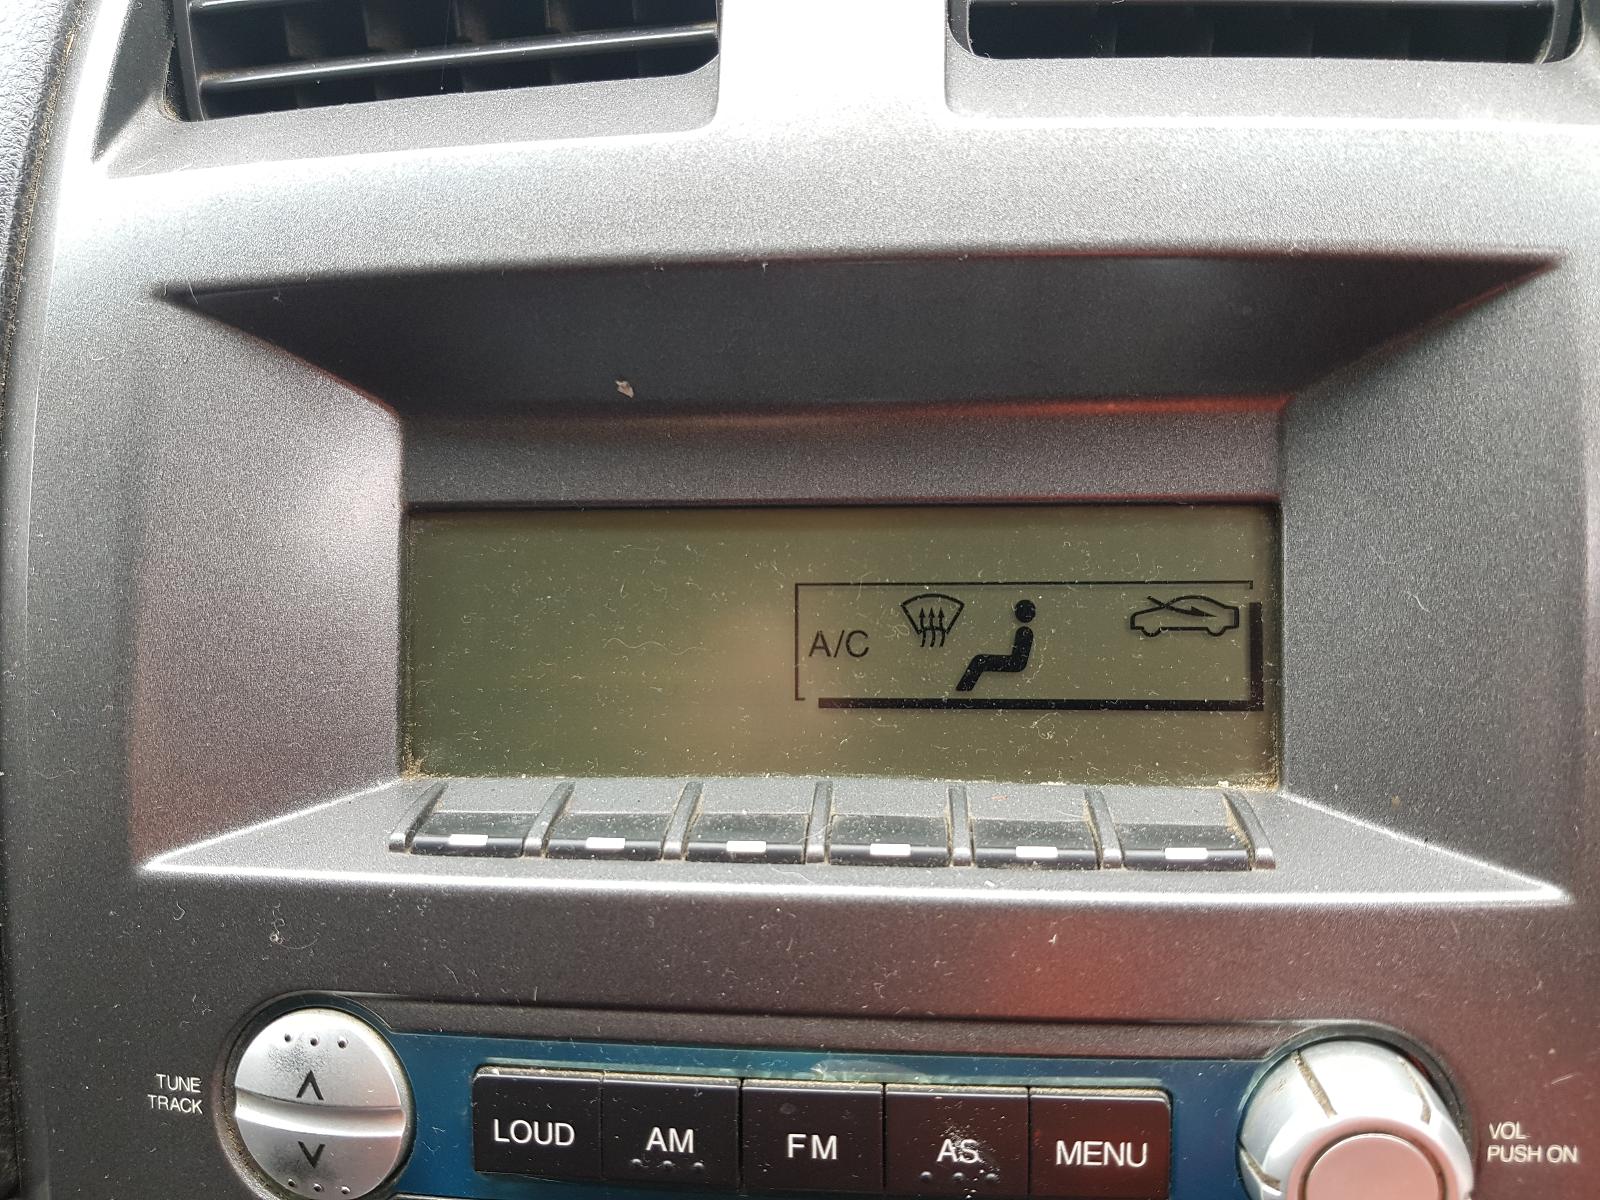 A/C
TUNE
TRACK
LOUD
AM
FM
AS
MENU
VOL
PUSH ON